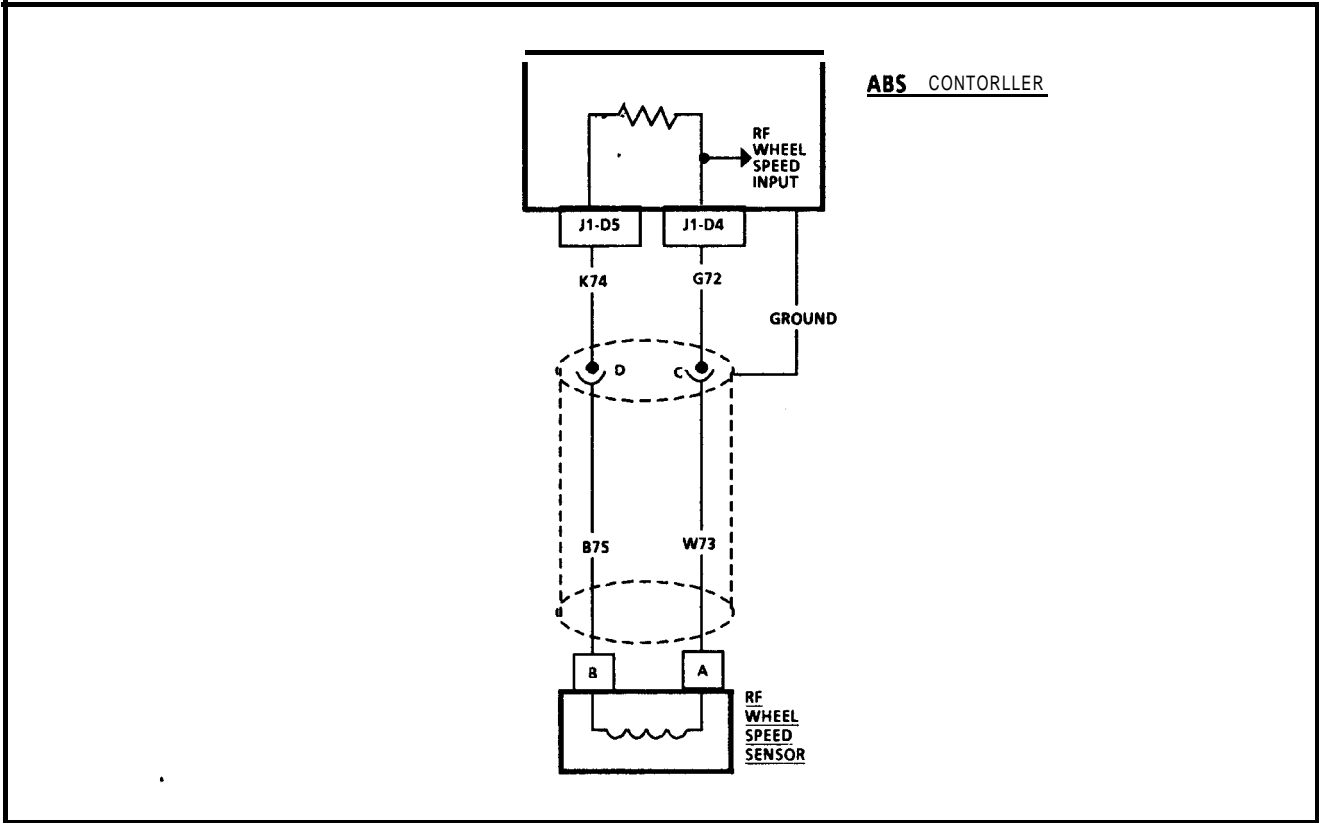 ABS CONTORLLER
RF
WHEEL
SPEED
INPUT
J1-D5 J1-D4
K74 G72
GROUND
D C
B75 W73
B A
RF
WHEEL
SPEED
SENSOR